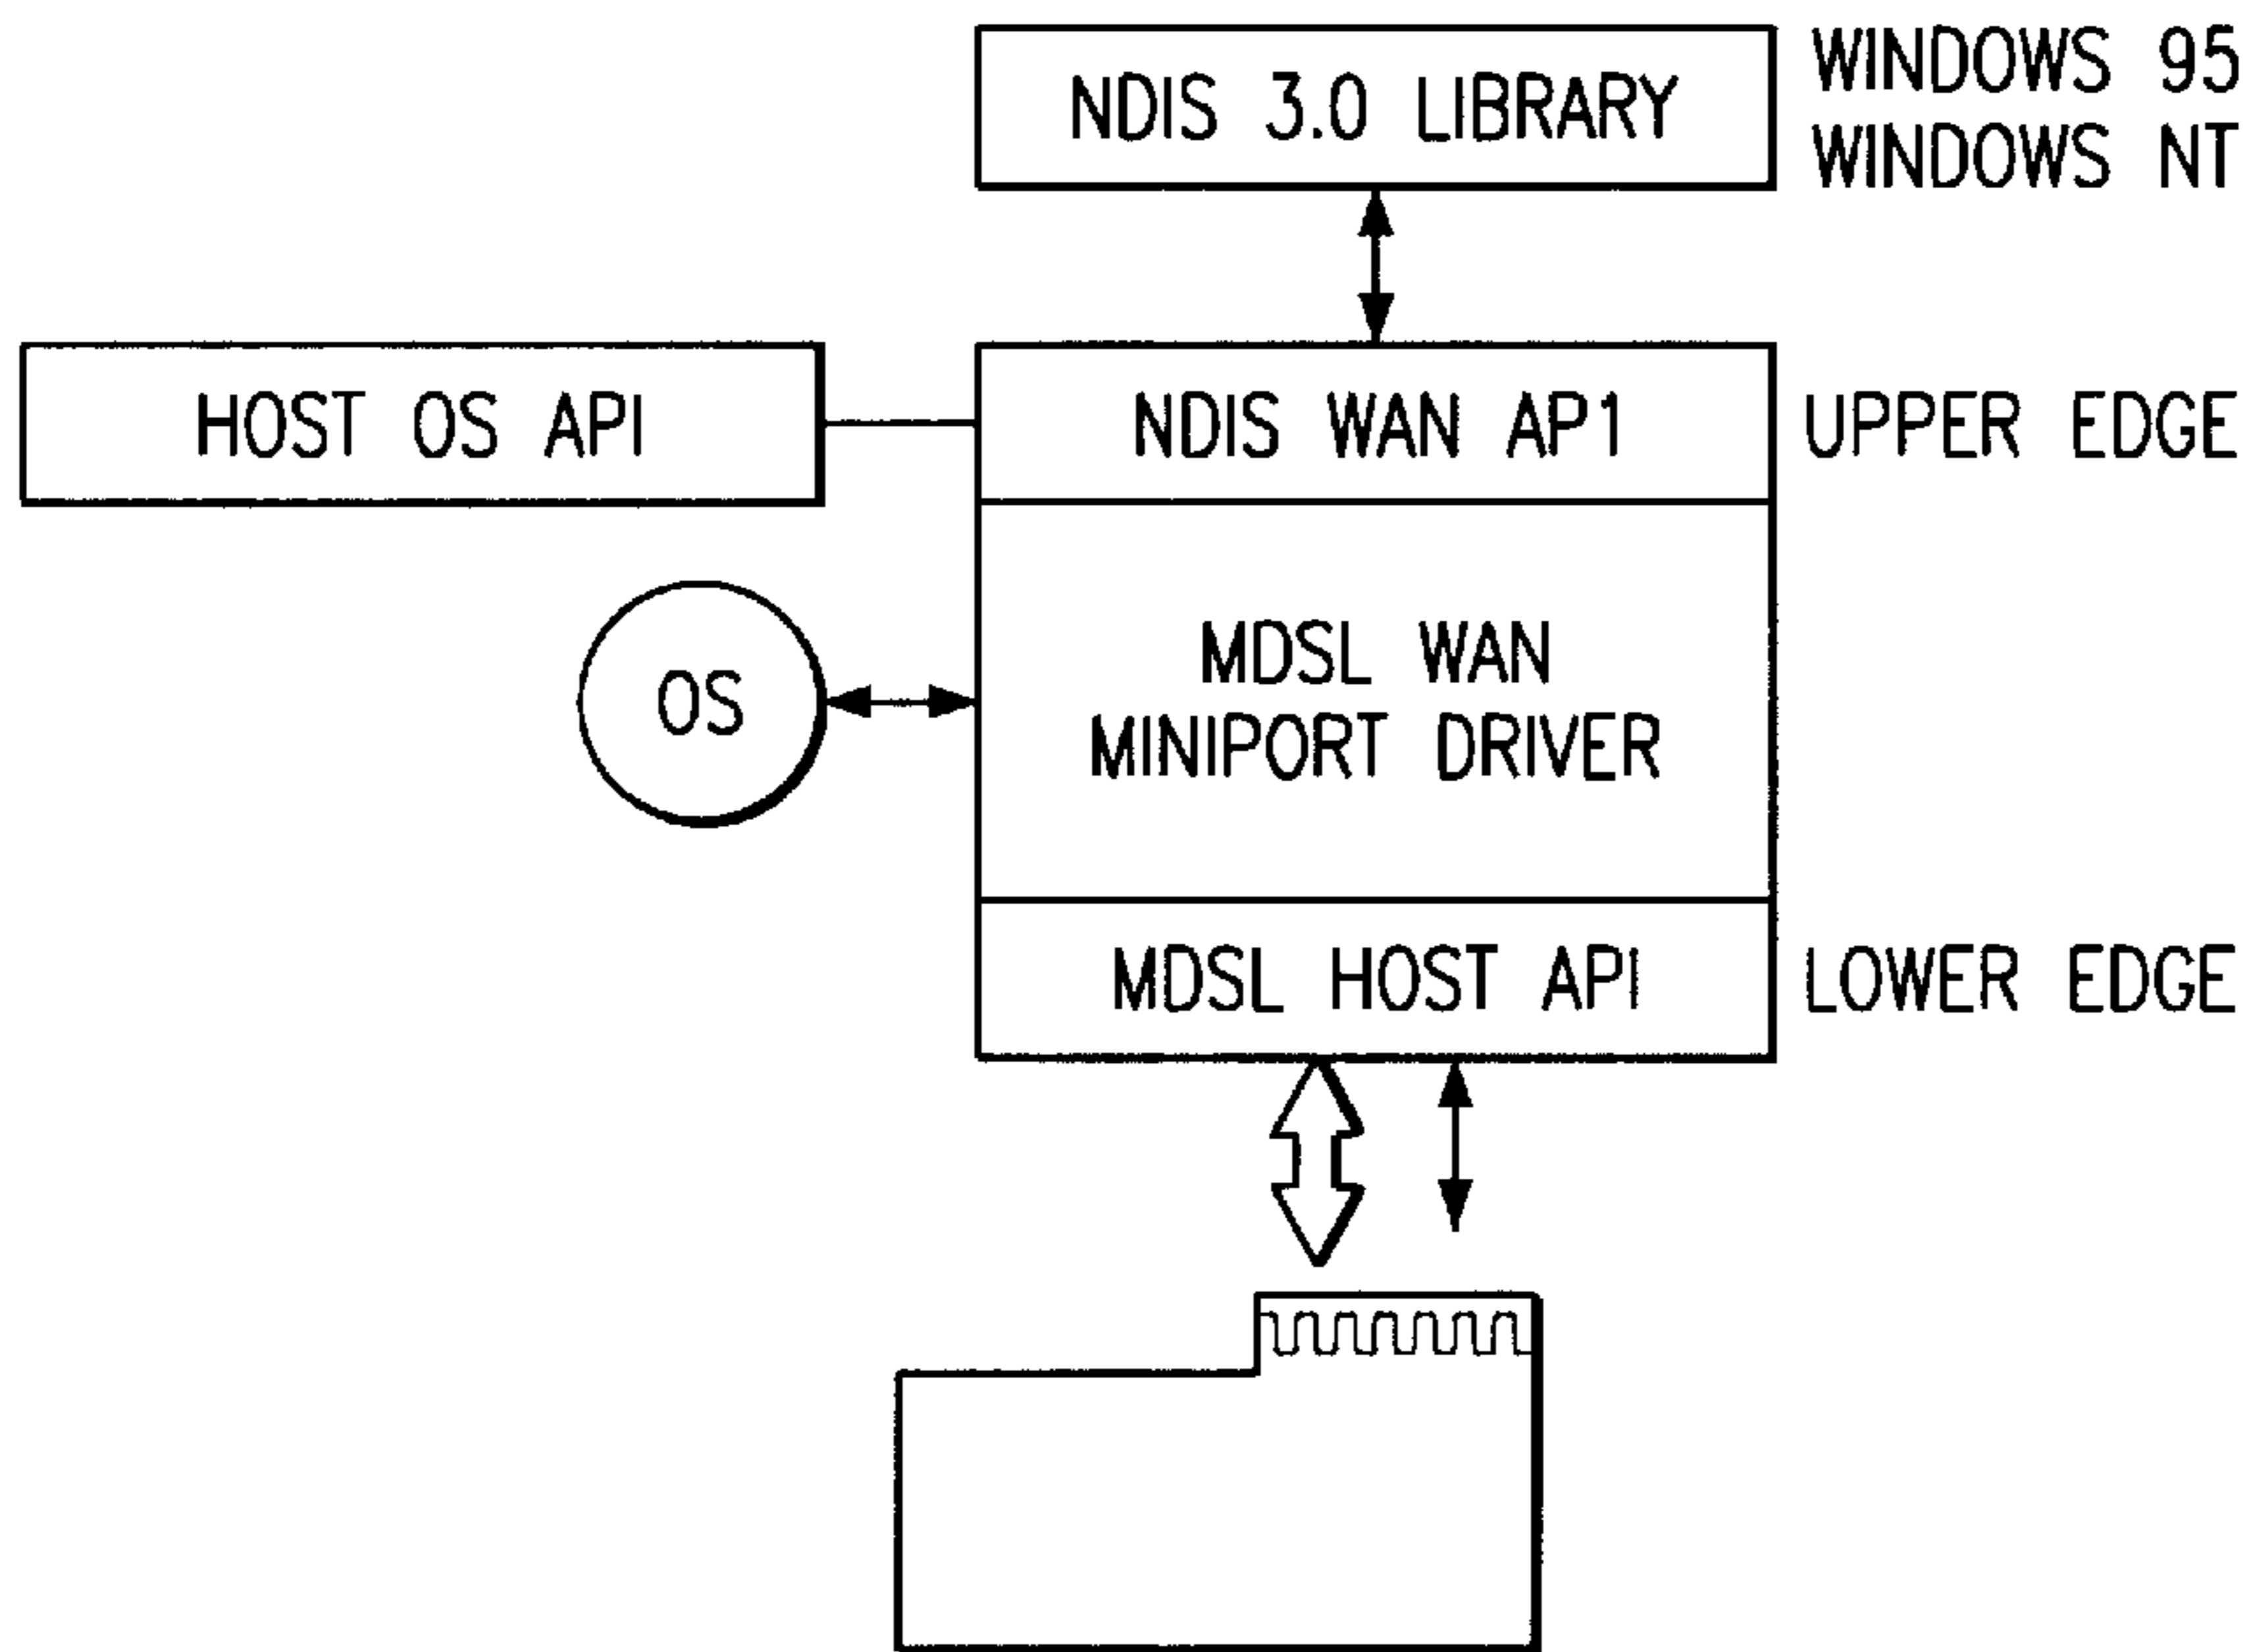 NDIS 3.0 LIBRARY
WINDOWS 95
WINDOWS NT
HOST OS API
NDIS WAN AP1
UPPER EDGE
OS
MDSL WAN
MINIPORT DRIVER
MDSL HOST API
LOWER EDGE